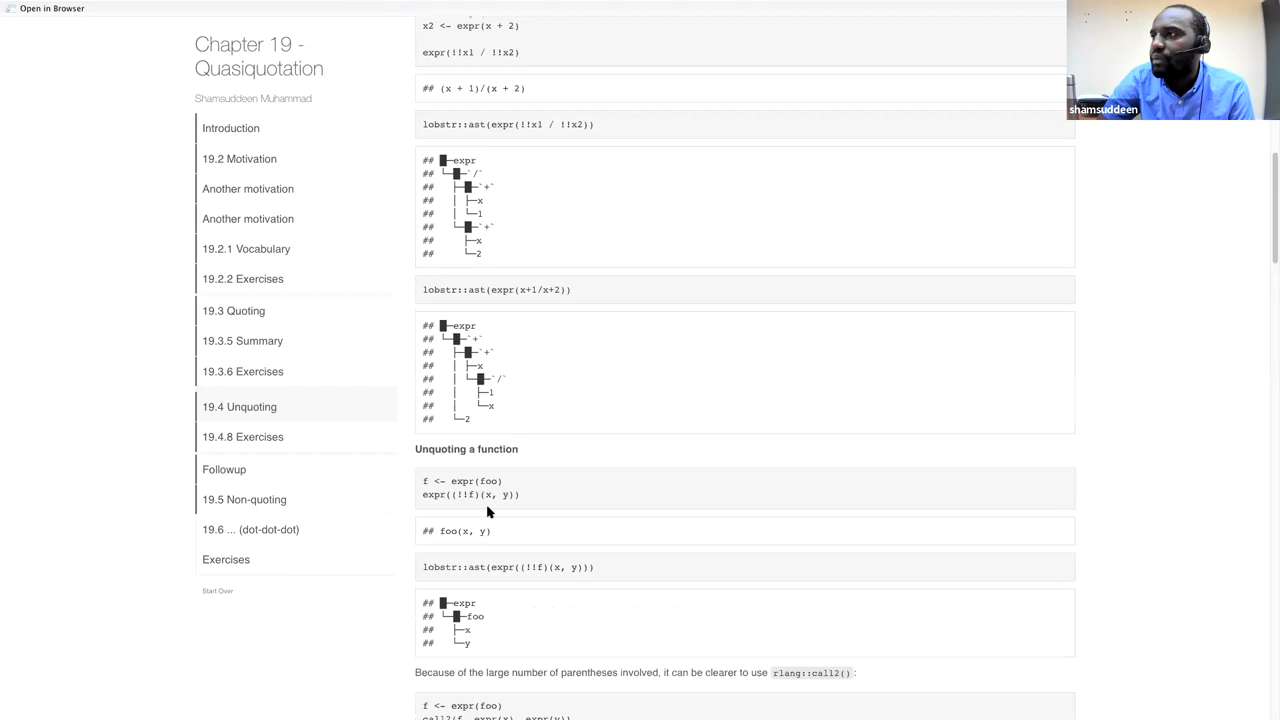 Open in Browser
Chapter 19 -
Quasiquotation
Shamsuddeen Muhammad
Introduction
19.2 Motivation
Another motivation
Another motivation
19.2.1 Vocabulary
19.2.2 Exercises
19.3 Quoting
19.3.5 Summary
19.3.6 Exercises
19.4 Unquoting
19.4.8 Exercises
Followup
19.5 Non-quoting
19.6 ... (dot-dot-dot)
Exercises
Start Over
x2 <- expr(x + 2)
expr(!!x1 / !!x2)
## (x + 1)/(x + 2)
lobstr::ast(expr(!!x1 / !!x2))
## █─expr
## └─█─`/`
##   ├─█─`+`
##   │ ├─x
##   │ └─1
##   └─█─`+`
##     ├─x
##     └─2
lobstr::ast(expr(x+1/x+2))
## █─expr
## └─█─`+`
##   ├─█─`+`
##   │ ├─x
##   │ └─█─`/`
##   │   ├─1
##   │   └─x
##   └─2
Unquoting a function
f <- expr(foo)
expr((!!f)(x, y))
## foo(x, y)
lobstr::ast(expr((!!f)(x, y)))
## █─expr
## └─█─foo
##   ├─x
##   └─y
Because of the large number of parentheses involved, it can be clearer to use rlang::call2():
f <- expr(foo)
call2(f, expr(x), expr(y))
shamsuddeen